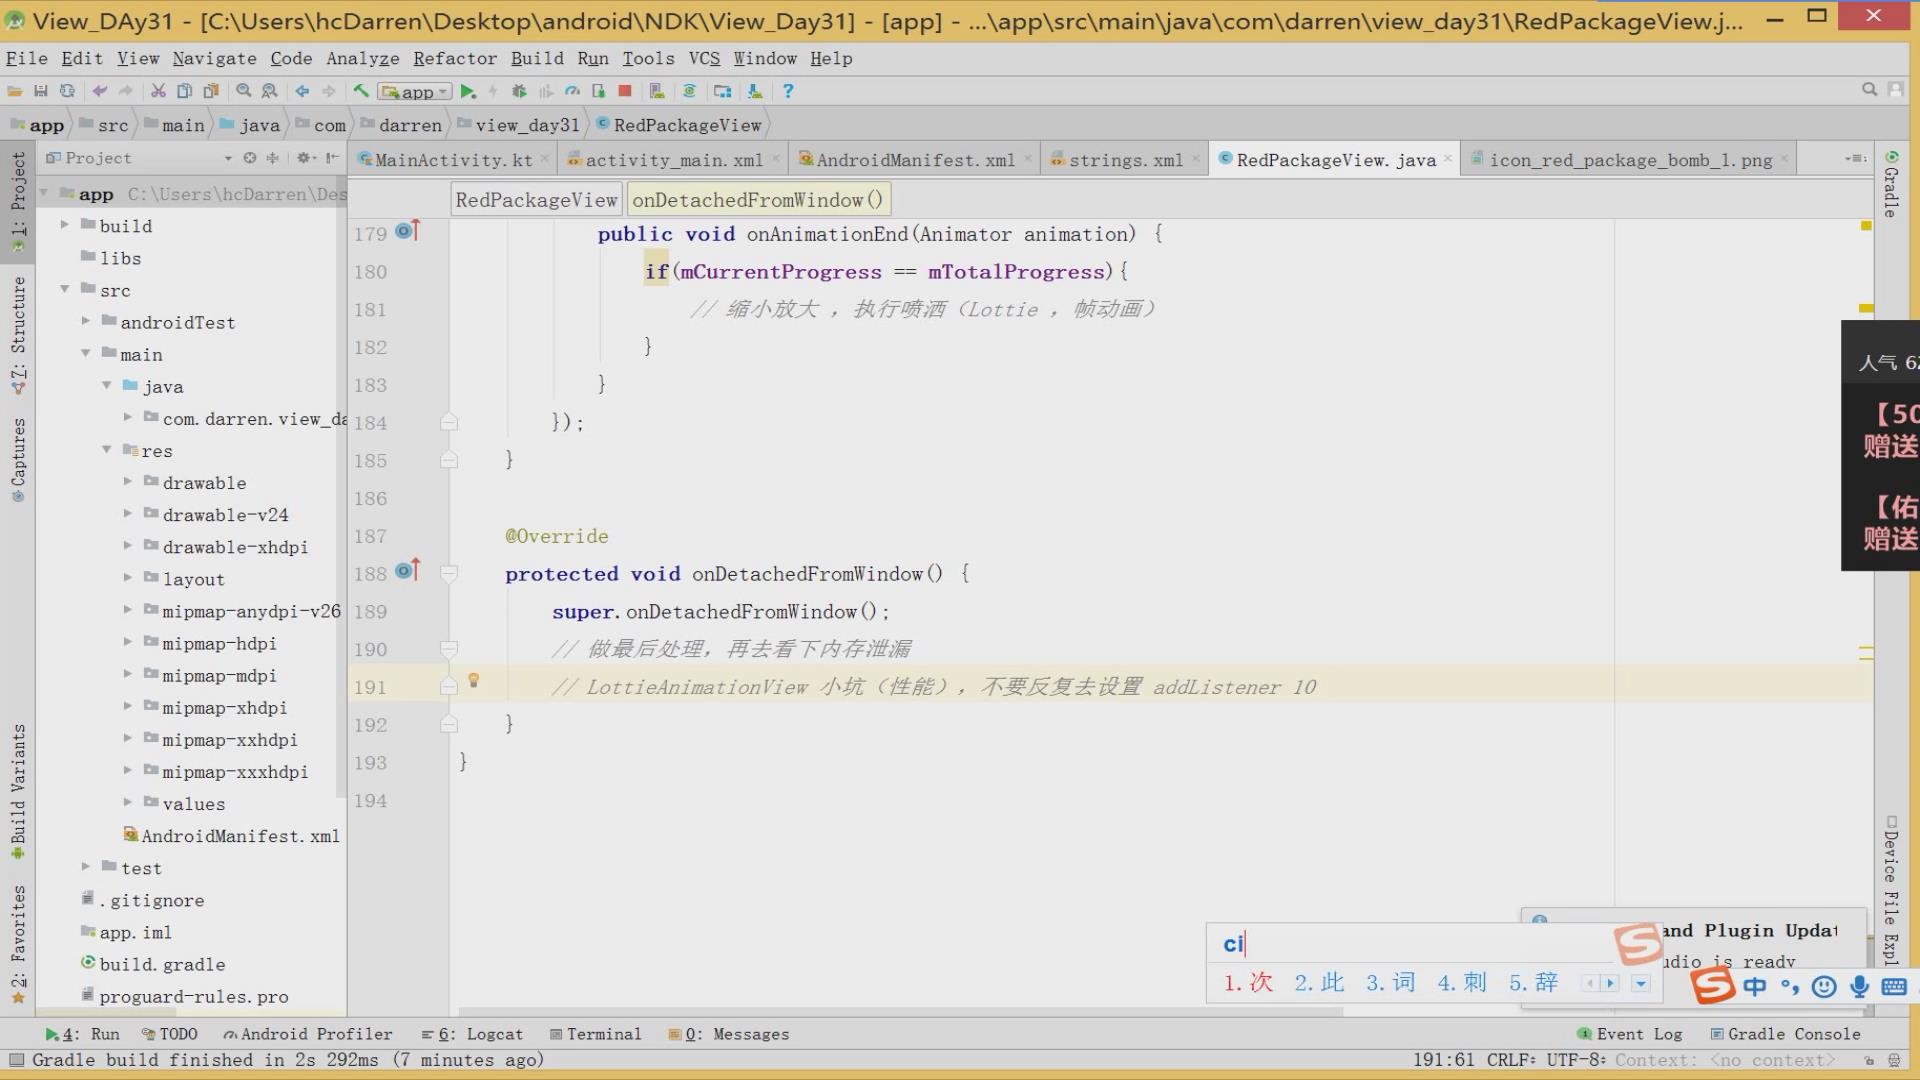 View_DAy31 - [C:\Users\hcDarren\Desktop\android\NDK\View_Day31] - [app] - ...\app\src\main\java\com\darren\view_day31\RedPackageView.j...
File Edit View Navigate Code Analyze Refactor Build Run Tools VCS Window Help
app
app src main java com darren view_day31 RedPackageView
Project
MainActivity.kt activity_main.xml AndroidManifest.xml strings.xml RedPackageView.java icon_red_package_bomb_1.png
RedPackageView onDetachedFromWindow()
1: Project
7: Structure
Captures
Build Variants
2: Favorites
app C:\Users\hcDarren\Des
build
libs
src
androidTest
main
java
com.darren.view_da
res
drawable
drawable-v24
drawable-xhdpi
layout
mipmap-anydpi-v26
mipmap-hdpi
mipmap-mdpi
mipmap-xhdpi
mipmap-xxhdpi
mipmap-xxxhdpi
values
AndroidManifest.xml
test
.gitignore
app.iml
build.gradle
proguard-rules.pro
179 public void onAnimationEnd(Animator animation) {
180 if(mCurrentProgress == mTotalProgress){
181 // 缩小放大 ，执行喷洒（Lottie ，帧动画）
182 }
183 }
184 });
185 }
186
187 @Override
188 protected void onDetachedFromWindow() {
189 super.onDetachedFromWindow();
190 // 做最后处理，再去看下内存泄漏
191 // LottieAnimationView 小坑（性能），不要反复去设置 addListener 10
192 }
193 }
194
Gradle
Device File Expl
人气 62
【50
赠送
【佑
赠送
and Plugin Updat
udio is ready
ci
1.次 2.此 3.词 4.刺 5.辞
中
4: Run TODO Android Profiler 6: Logcat Terminal 0: Messages Event Log Gradle Console
Gradle build finished in 2s 292ms (7 minutes ago) 191:61 CRLF UTF-8 Context: <no context>